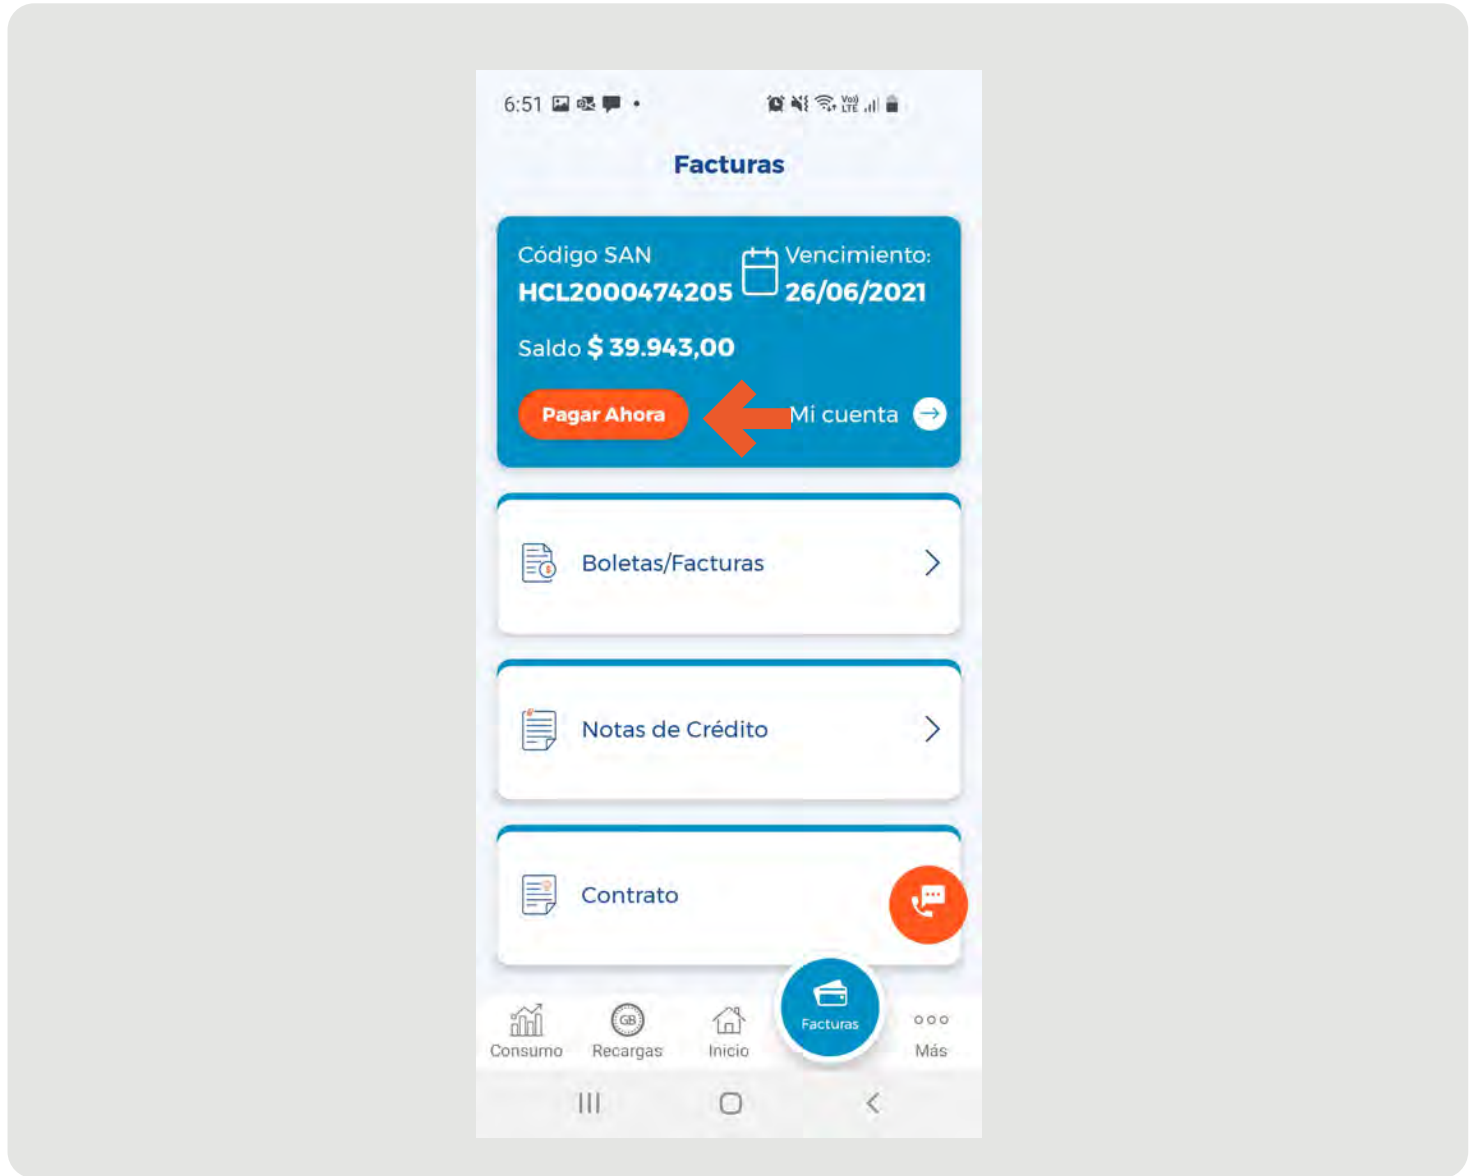 6:51
Facturas
Código SAN
HCL2000474205
Vencimiento:
26/06/2021
Saldo $ 39.943,00
Pagar Ahora
Mi cuenta
Boletas/Facturas
Notas de Crédito
Contrato
Consumo
GB
Recargas
Inicio
Facturas
Más